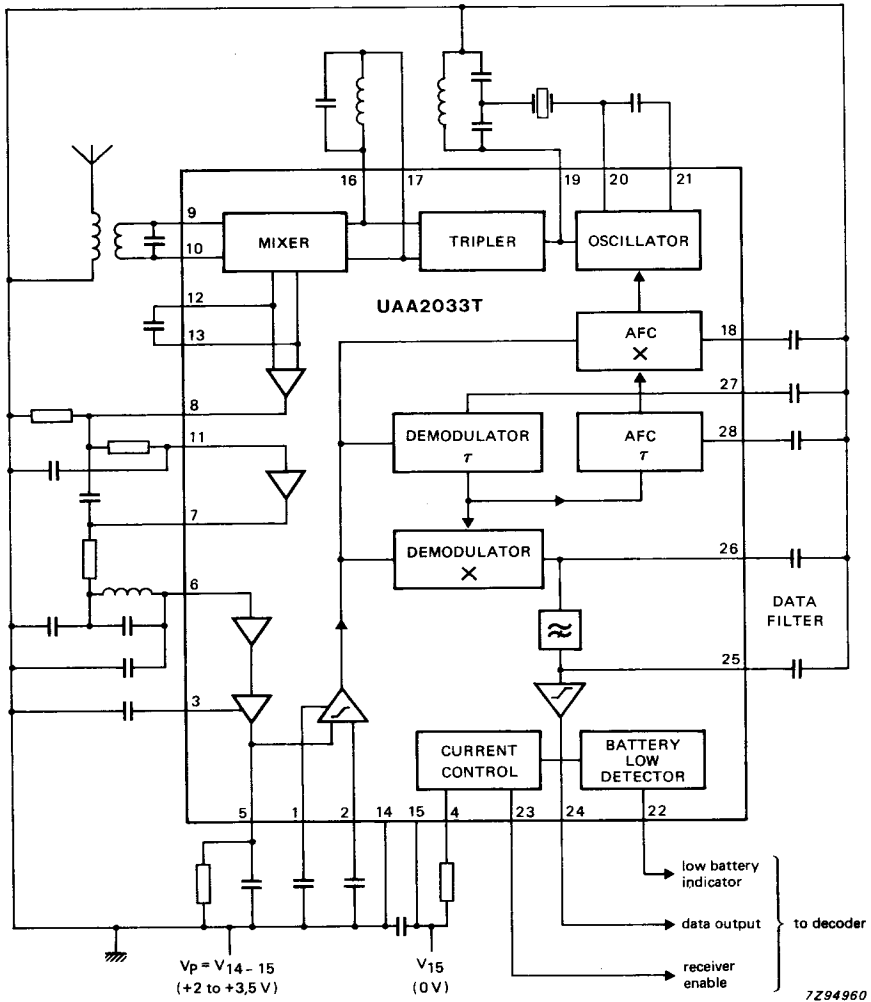 16
17
19
20
21
9
MIXER
TRIPLER
OSCILLATOR
10
12
UAA2033T
13
AFC
×
18
27
8
DEMODULATOR
τ
AFC
τ
28
11
7
DEMODULATOR
×
26
6
DATA
FILTER
25
3
CURRENT
CONTROL
BATTERY
LOW
DETECTOR
5
1
2
14
15
4
23
24
22
low battery
indicator
data output
to decoder
receiver
enable
VP = V14-15
(+2 to +3,5 V)
V15
(0 V)
7Z94960